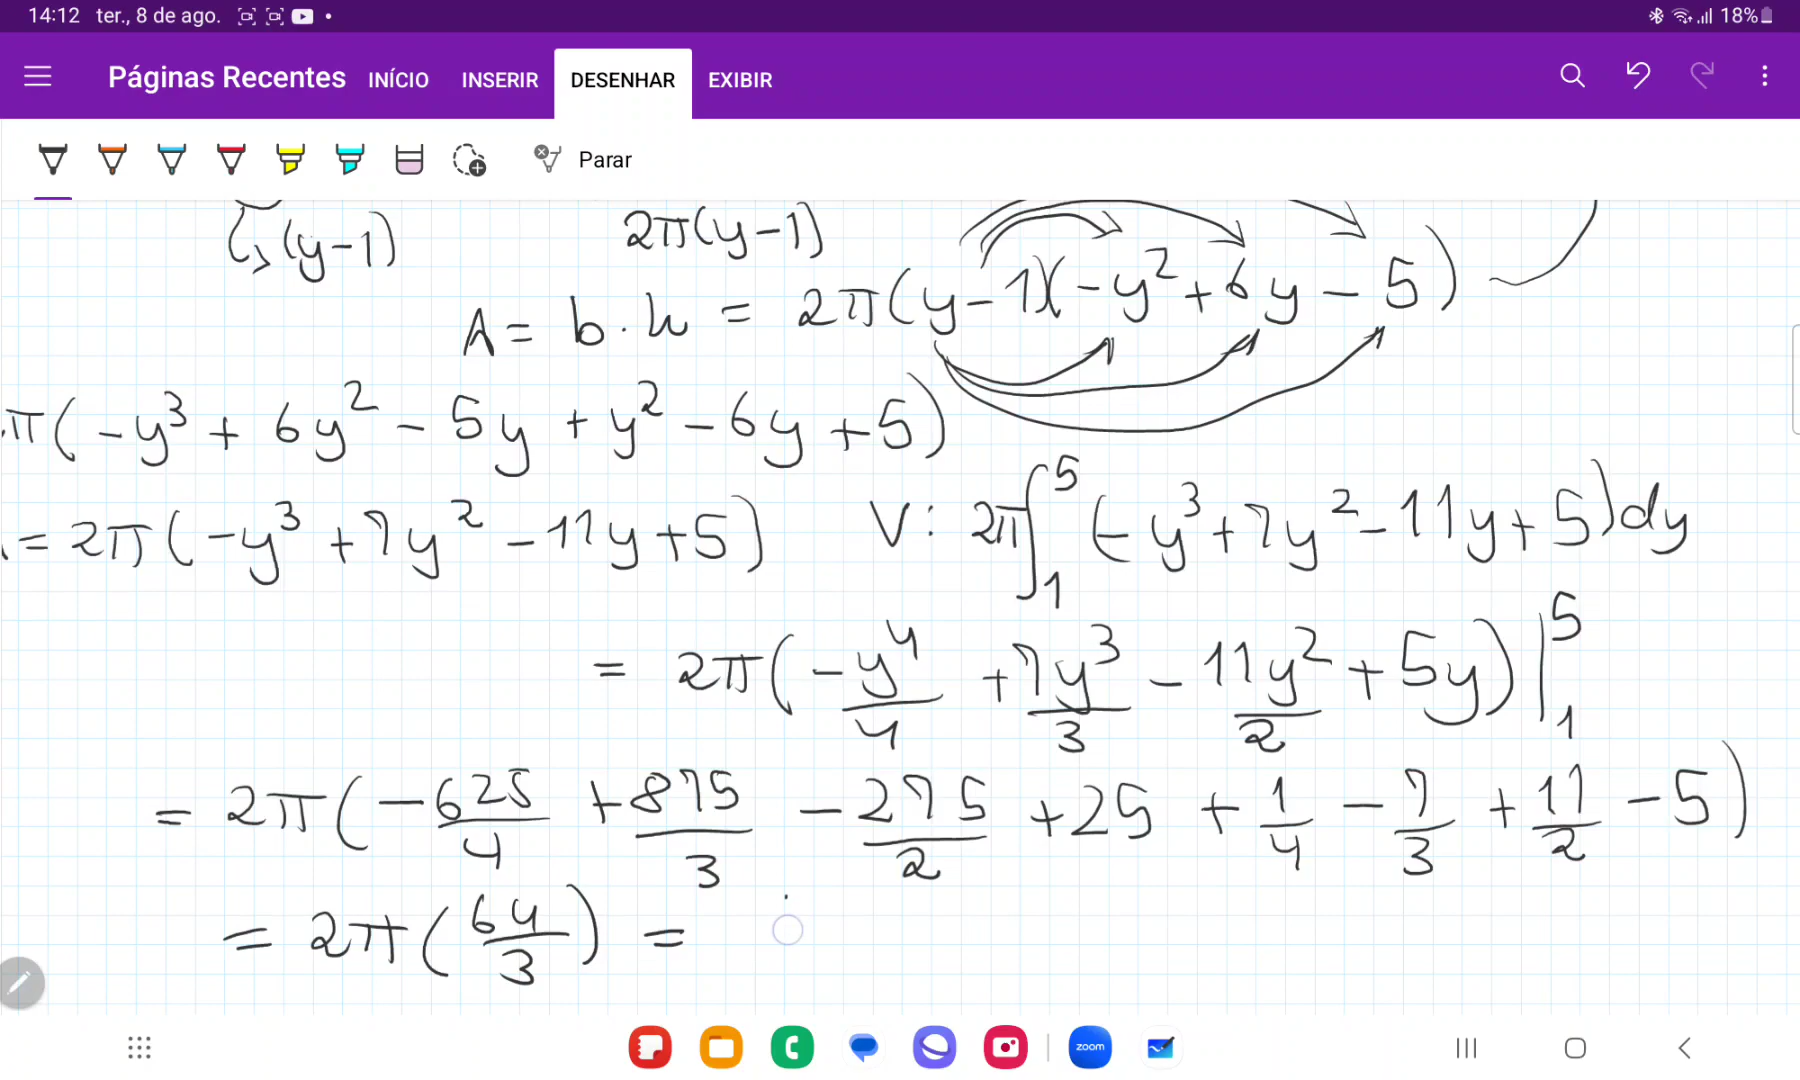 14:12 ter., 8 de ago. 18%
Páginas Recentes INÍCIO INSERIR DESENHAR EXIBIR
Parar
(y-1) 2π(y-1)
A = b·h = 2π(y-1)(-y²+6y-5)
π(-y³+6y²-5y+y²-6y+5)
=2π(-y³+7y²-11y+5) V: 2π∫₁⁵(-y³+7y²-11y+5)dy
= 2π(-y⁴/4 +7y³/3 -11y²/2 +5y)|₁⁵
= 2π(-625/4 +875/3 -275/2 +25 +1/4 -7/3 +11/2 -5)
= 2π(64/3) =
zoom